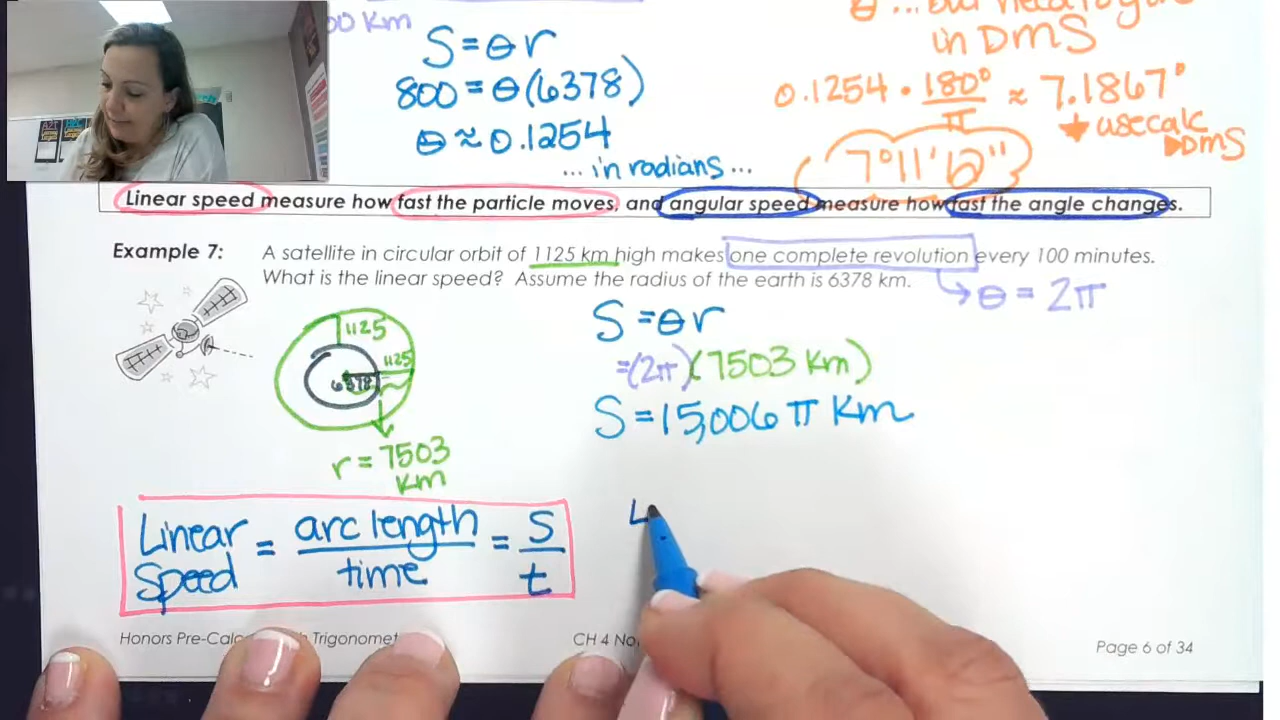 00 Km
S = θr
800 = θ(6378)
θ ≈ 0.1254
... in radians ...
θ ...
in DMS
0.1254 · 180°/π ≈ 7.1867°
use calc
▶DMS
7°11'12"
Linear speed measure how fast the particle moves, and angular speed measure how fast the angle changes.
Example 7: A satellite in circular orbit of 1125 km high makes one complete revolution every 100 minutes.
What is the linear speed? Assume the radius of the earth is 6378 km.
θ = 2π
1125
1125
6378
r = 7503
km
S = θr
= (2π)(7503 Km)
S = 15,006 π Km
Linear Speed = arc length / time = S / t
L
Honors Pre-Calc
Trigonomet
CH 4 No
Page 6 of 34